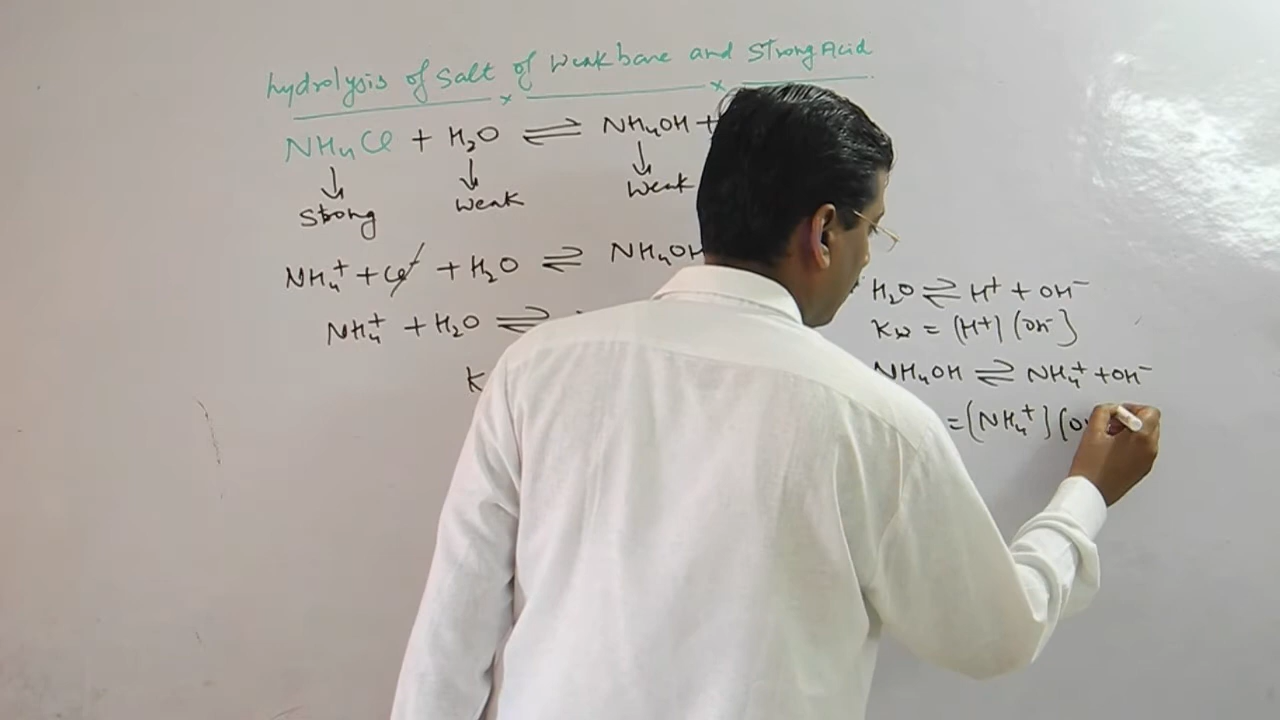 Hydrolysis of Salt of Weak base and Strong Acid
NH₄Cl + H₂O ⇌ NH₄OH +
↓ ↓ ↓
Strong weak weak
NH₄⁺ + Cl⁻ + H₂O ⇌ NH₄OH
NH₄⁺ + H₂O ⇌
K
H₂O ⇌ H⁺ + OH⁻
Kw = (H⁺) (OH⁻)
NH₄OH ⇌ NH₄⁺ + OH⁻
= (NH₄⁺) (O